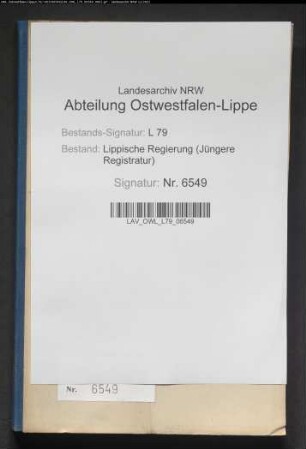 Landesarchiv NRW
Abteilung Ostwestfalen-Lippe
Bestands-Signatur: L 79
Bestand: Lippische Regierung (Jüngere
Registratur)
Signatur: Nr. 6549
LAV_OWL_L79_06549
Nr. 6549